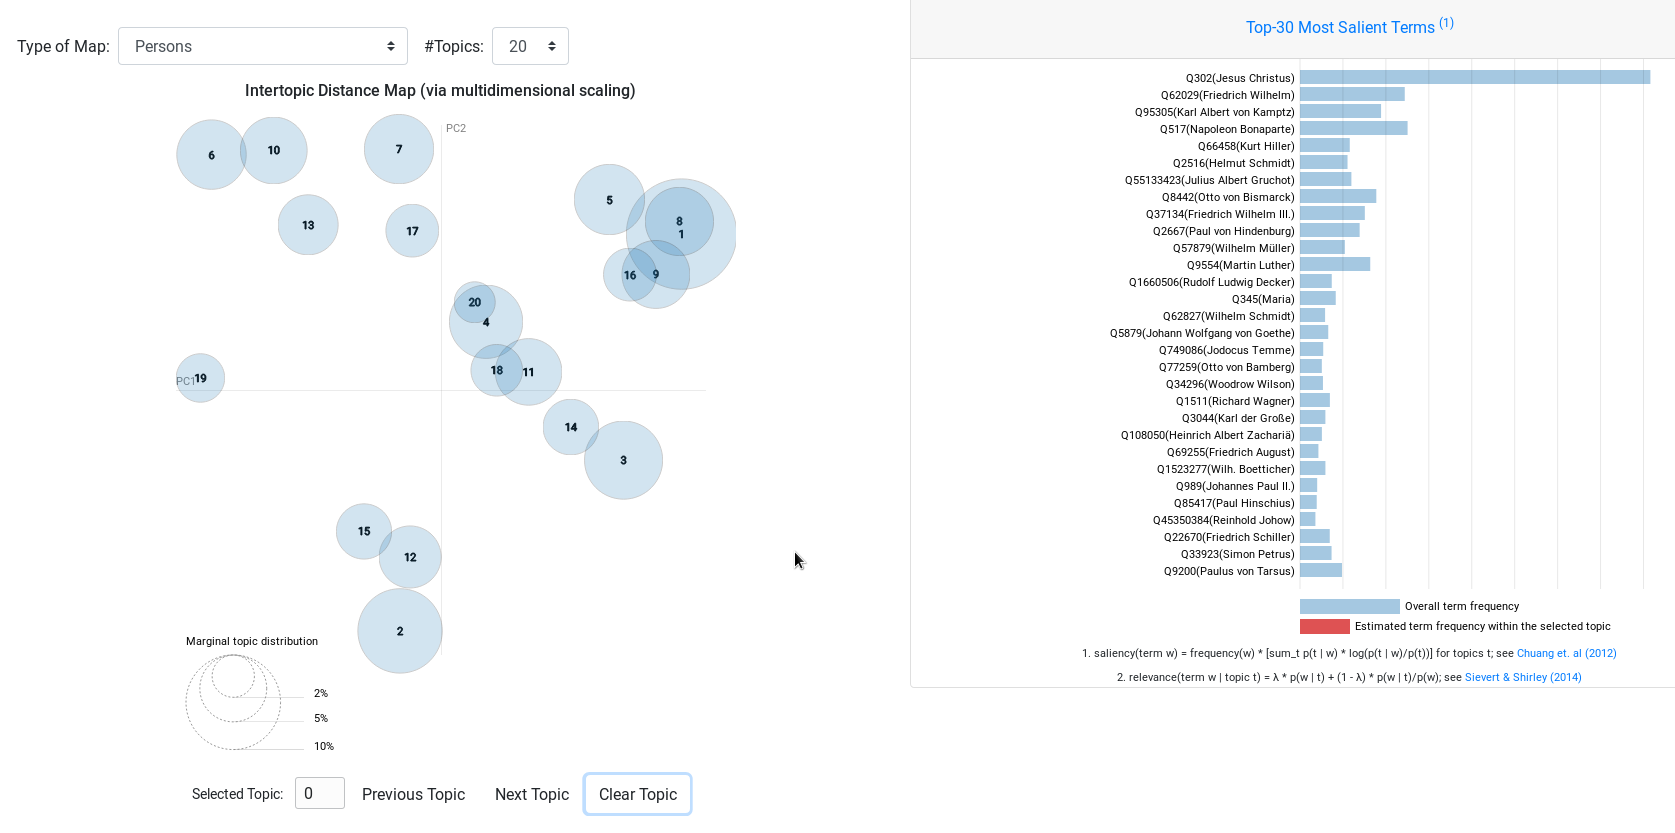 Type of Map: Persons #Topics: 20
Intertopic Distance Map (via multidimensional scaling)
PC2
6
10
7
5
13
17
8
1
16
9
20
4
18
11
PC1
19
14
3
15
12
2
Marginal topic distribution
2%
5%
10%
Selected Topic: 0 Previous Topic Next Topic Clear Topic
Top-30 Most Salient Terms (1)
Q302(Jesus Christus)
Q62029(Friedrich Wilhelm)
Q95305(Karl Albert von Kamptz)
Q517(Napoleon Bonaparte)
Q66458(Kurt Hiller)
Q2516(Helmut Schmidt)
Q55133423(Julius Albert Gruchot)
Q8442(Otto von Bismarck)
Q37134(Friedrich Wilhelm III.)
Q2667(Paul von Hindenburg)
Q57879(Wilhelm Müller)
Q9554(Martin Luther)
Q1660506(Rudolf Ludwig Decker)
Q345(Maria)
Q62827(Wilhelm Schmidt)
Q5879(Johann Wolfgang von Goethe)
Q749086(Jodocus Temme)
Q77259(Otto von Bamberg)
Q34296(Woodrow Wilson)
Q1511(Richard Wagner)
Q3044(Karl der Große)
Q108050(Heinrich Albert Zachariä)
Q69255(Friedrich August)
Q1523277(Wilh. Boetticher)
Q989(Johannes Paul II.)
Q85417(Paul Hinschius)
Q45350384(Reinhold Johow)
Q22670(Friedrich Schiller)
Q33923(Simon Petrus)
Q9200(Paulus von Tarsus)
Overall term frequency
Estimated term frequency within the selected topic
1. saliency(term w) = frequency(w) * [sum_t p(t | w) * log(p(t | w)/p(t))] for topics t; see Chuang et. al (2012)
2. relevance(term w | topic t) = λ * p(w | t) + (1 - λ) * p(w | t)/p(w); see Sievert & Shirley (2014)